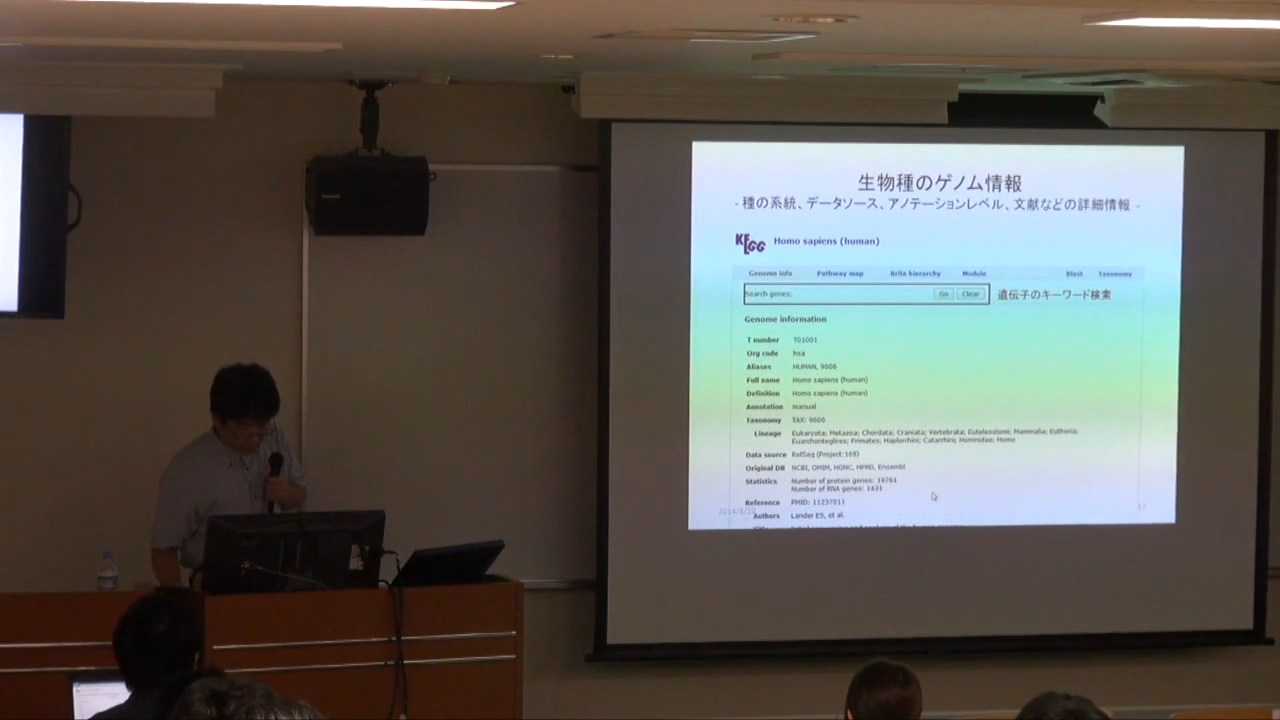 生物種のゲノム情報
- 種の系統、データソース、アノテーションレベル、文献などの詳細情報 -
KEGG Homo sapiens (human)
Genome info Pathway map Brite hierarchy Module Blast Taxonomy
Search genes: Go Clear 遺伝子のキーワード検索
Genome information
T number T01001
Org code hsa
Aliases HUMAN, 9606
Full name Homo sapiens (human)
Definition Homo sapiens (human)
Annotation manual
Taxonomy TAX: 9606
Lineage Eukaryota; Metazoa; Chordata; Craniata; Vertebrata; Euteleostomi; Mammalia; Eutheria;
Euarchontoglires; Primates; Haplorrhini; Catarrhini; Hominidae; Homo
Data source RefSeq (Project:168)
Original DB NCBI, OMIM, HGNC, HPRD, Ensembl
Statistics Number of protein genes: 19761
Number of RNA genes: 1431
Reference PMID: 11237011
Authors Lander ES, et al.